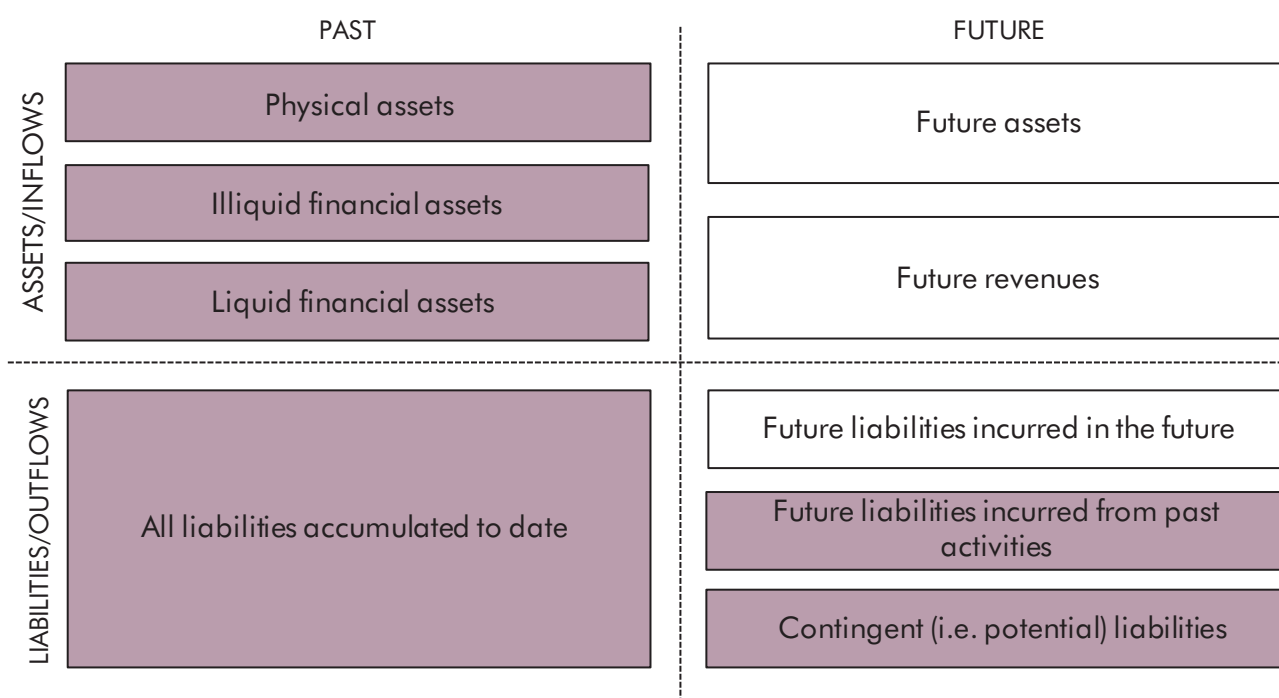 PAST
FUTURE
ASSETS/INFLOWS
Physical assets
Illiquid financial assets
Liquid financial assets
Future assets
Future revenues
LIABILITIES/OUTFLOWS
All liabilities accumulated to date
Future liabilities incurred in the future
Future liabilities incurred from past
activities
Contingent (i.e. potential) liabilities